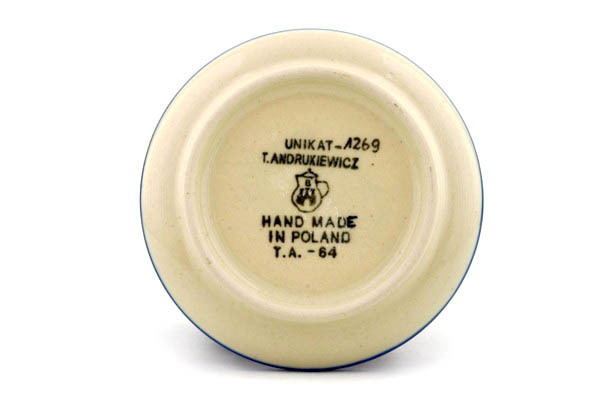 UNIKAT-1269
T. ANDRUKIEWICZ
B
HAND MADE
IN POLAND
T.A. - 64